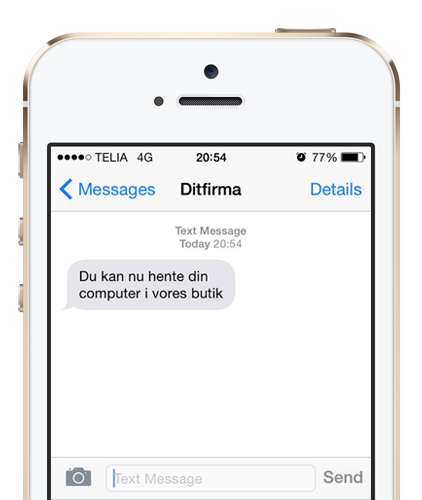 TELIA 4G 20:54 77%
Messages Ditfirma Details
Text Message
Today 20:54
Du kan nu hente din
computer i vores butik
Text Message Send